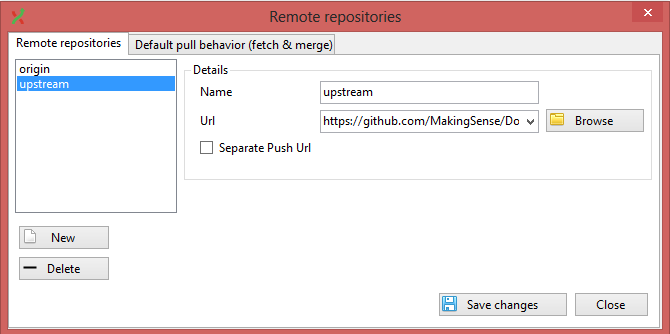 Remote repositories
Remote repositories Default pull behavior (fetch & merge)
origin
upstream
Details
Name upstream
Url https://github.com/MakingSense/Do Browse
Separate Push Url
New
Delete
Save changes Close